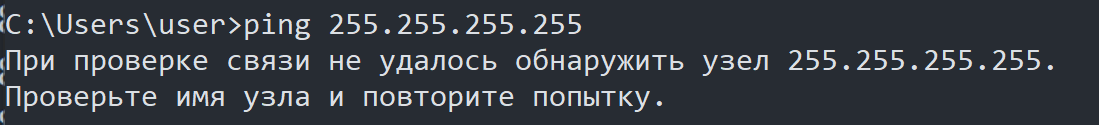 C:\Users\user>ping 255.255.255.255
При проверке связи не удалось обнаружить узел 255.255.255.255.
Проверьте имя узла и повторите попытку.